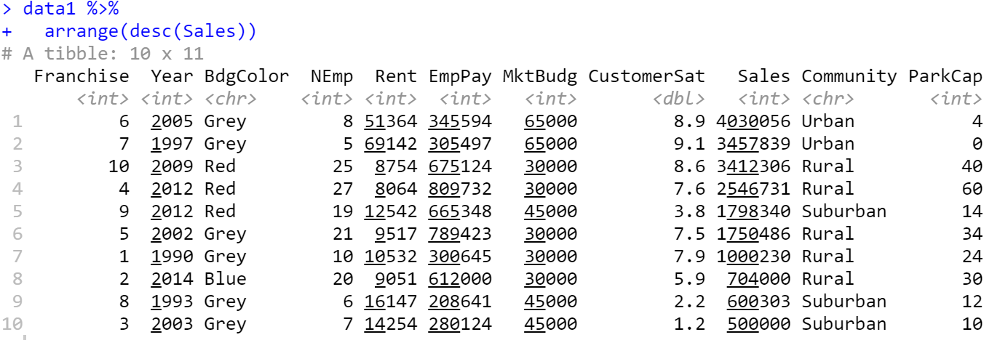 > data1 %>%
+   arrange(desc(Sales))
# A tibble: 10 x 11
   Franchise  Year BdgColor  NEmp  Rent EmpPay MktBudg CustomerSat   Sales Community ParkCap
       <int> <int> <chr>    <int> <int>  <int>   <int>       <dbl>   <int> <chr>       <int>
 1         6  2005 Grey         8 51364 345594   65000         8.9 4030056 Urban           4
 2         7  1997 Grey         5 69142 305497   65000         9.1 3457839 Urban           0
 3        10  2009 Red         25  8754 675124   30000         8.6 3412306 Rural          40
 4         4  2012 Red         27  8064 809732   30000         7.6 2546731 Rural          60
 5         9  2012 Red         19 12542 665348   45000         3.8 1798340 Suburban       14
 6         5  2002 Grey        21  9517 789423   30000         7.5 1750486 Rural          34
 7         1  1990 Grey        10 10532 300645   30000         7.9 1000230 Rural          24
 8         2  2014 Blue        20  9051 612000   30000         5.9  704000 Rural          30
 9         8  1993 Grey         6 16147 208641   45000         2.2  600303 Suburban       12
10         3  2003 Grey         7 14254 280124   45000         1.2  500000 Suburban       10